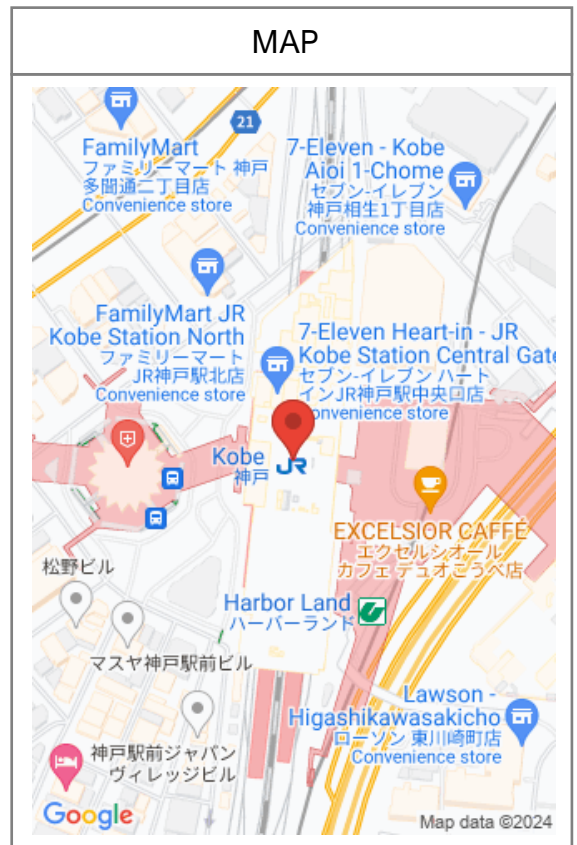 MAP
21
FamilyMart
ファミリーマート 神戸
多聞通二丁目店
Convenience store
7-Eleven - Kobe
Aioi 1-Chome
セブン-イレブン
神戸相生1丁目店
Convenience store
FamilyMart JR
Kobe Station North
ファミリーマート
JR神戸駅北店
Convenience store
7-Eleven Heart-in - JR
Kobe Station Central Gate
セブン-イレブン ハート
インJR神戸駅中央口店
Convenience store
Kobe
神戸
JR
EXCELSIOR CAFFÉ
エクセルシオール
カフェ デュオこうべ店
松野ビル
Harbor Land
ハーバーランド
マスヤ神戸駅前ビル
Lawson -
Higashikawasakicho
ローソン 東川崎町店
Convenience store
神戸駅前ジャパン
ヴィレッジビル
Google
Map data ©2024